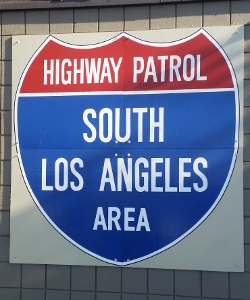 HIGHWAY PATROL
SOUTH
LOS ANGELES
AREA